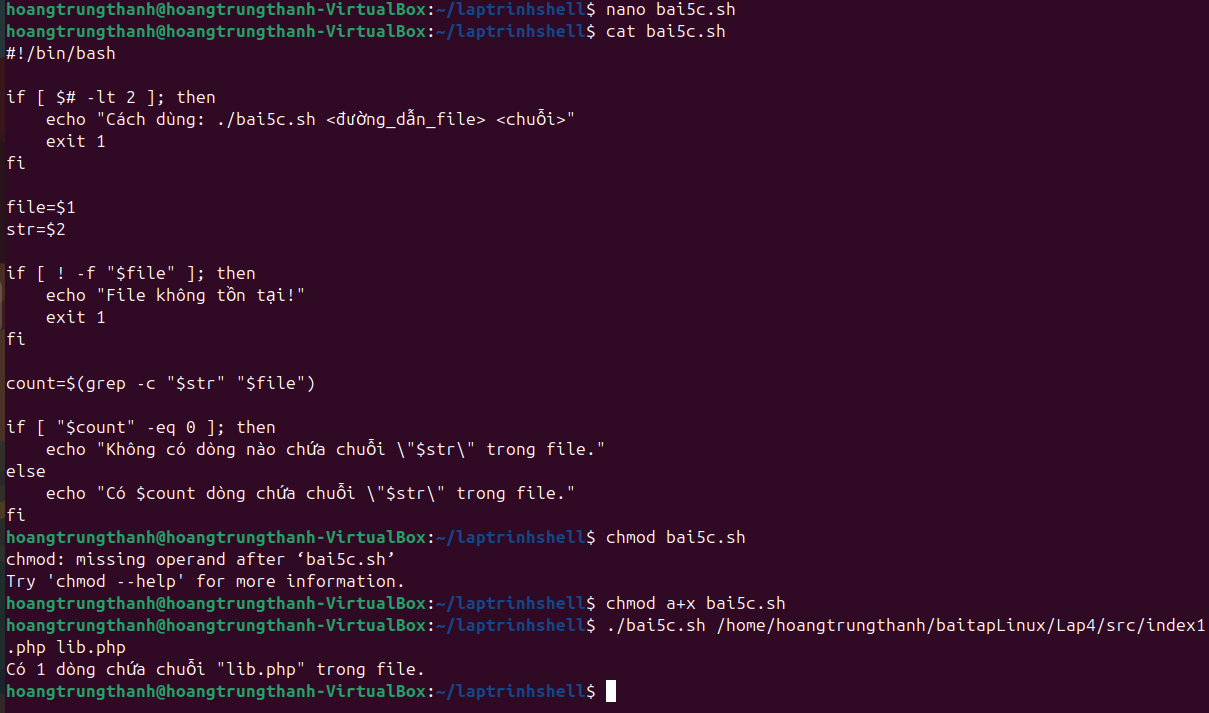 hoangtrungthanh@hoangtrungthanh-VirtualBox:~/laptrinhshell$ nano bai5c.sh
hoangtrungthanh@hoangtrungthanh-VirtualBox:~/laptrinhshell$ cat bai5c.sh
#!/bin/bash
if [ $# -lt 2 ]; then
    echo "Cách dùng: ./bai5c.sh <đường_dẫn_file> <chuỗi>"
    exit 1
fi
file=$1
str=$2
if [ ! -f "$file" ]; then
    echo "File không tồn tại!"
    exit 1
fi
count=$(grep -c "$str" "$file")
if [ "$count" -eq 0 ]; then
    echo "Không có dòng nào chứa chuỗi \"$str\" trong file."
else
    echo "Có $count dòng chứa chuỗi \"$str\" trong file."
fi
hoangtrungthanh@hoangtrungthanh-VirtualBox:~/laptrinhshell$ chmod bai5c.sh
chmod: missing operand after ‘bai5c.sh’
Try 'chmod --help' for more information.
hoangtrungthanh@hoangtrungthanh-VirtualBox:~/laptrinhshell$ chmod a+x bai5c.sh
hoangtrungthanh@hoangtrungthanh-VirtualBox:~/laptrinhshell$ ./bai5c.sh /home/hoangtrungthanh/baitapLinux/Lap4/src/index1
.php lib.php
Có 1 dòng chứa chuỗi "lib.php" trong file.
hoangtrungthanh@hoangtrungthanh-VirtualBox:~/laptrinhshell$